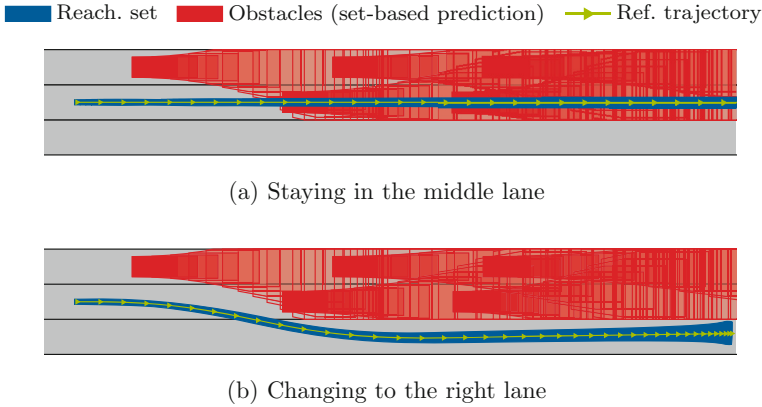 Reach. set Obstacles (set-based prediction) Ref. trajectory
(a) Staying in the middle lane
(b) Changing to the right lane